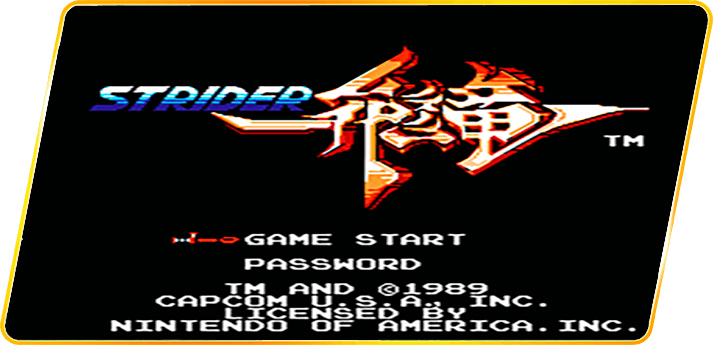 STRIDER 飛竜
TM
GAME START
PASSWORD
TM AND ©1989
CAPCOM U.S.A., INC.
LICENSED BY
NINTENDO OF AMERICA.INC.